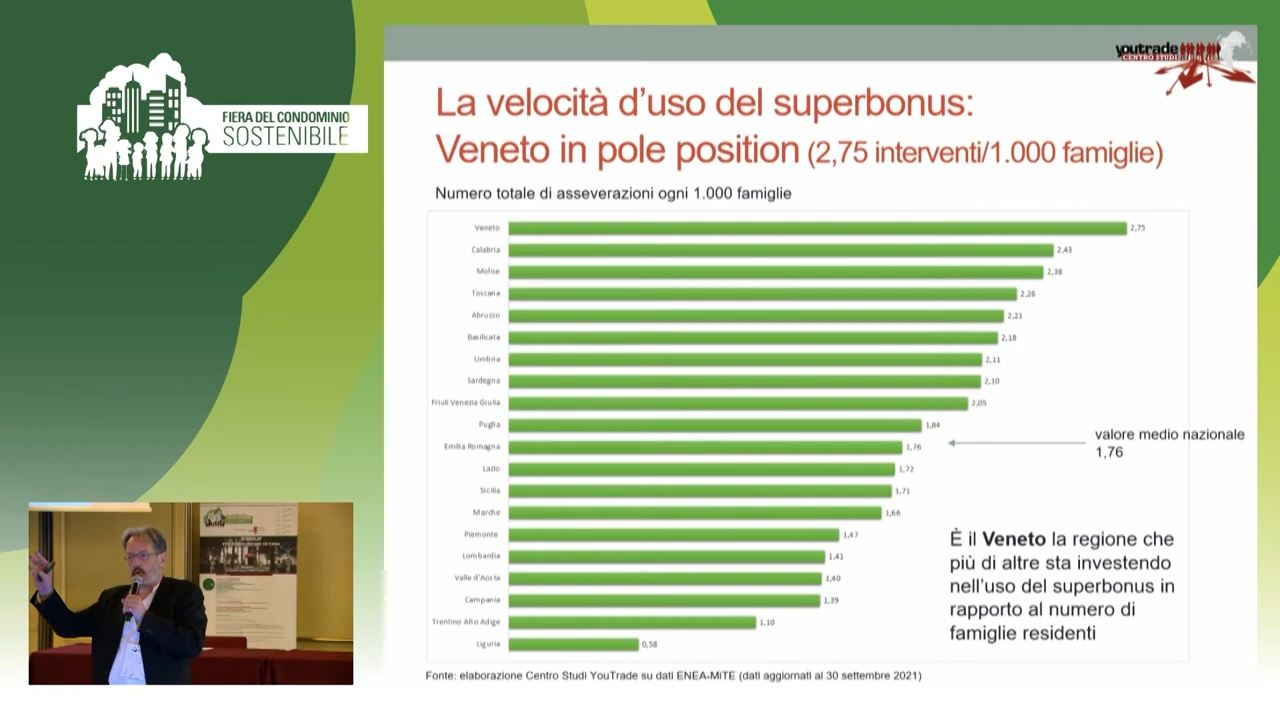 FIERA DEL CONDOMINIO
SOSTENIBILE
youtrade
CENTRO STUDI
La velocità d'uso del superbonus:
Veneto in pole position (2,75 interventi/1.000 famiglie)
Numero totale di asseverazioni ogni 1.000 famiglie
Veneto 2,75
Calabria 2,43
Molise 2,38
Toscana 2,26
Abruzzo 2,21
Basilicata 2,18
Umbria 2,11
Sardegna 2,10
Friuli Venezia Giulia 2,05
Puglia 1,84
Emilia Romagna 1,76
valore medio nazionale
1,76
Lazio 1,72
Sicilia 1,71
Marche 1,66
Piemonte 1,47
Lombardia 1,41
Valle d'Aosta 1,40
Campania 1,39
Trentino Alto Adige 1,10
Liguria 0,58
È il Veneto la regione che
più di altre sta investendo
nell'uso del superbonus in
rapporto al numero di
famiglie residenti
Fonte: elaborazione Centro Studi YouTrade su dati ENEA-MiTE (dati aggiornati al 30 settembre 2021)